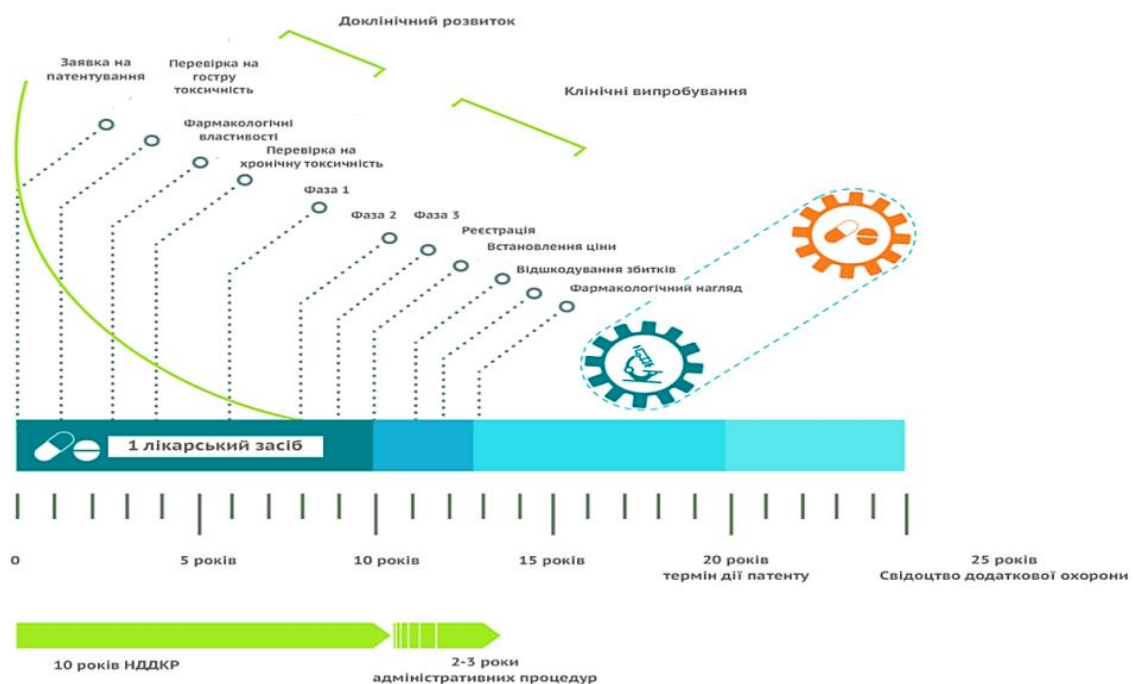 Доклінічний розвиток
Заявка на
патентування
Перевірка на
гостру
токсичність
Клінічні випробування
Фармакологічні
властивості
Перевірка на
хронічну токсичність
Фаза 1
Фаза 2
Фаза 3
Реєстрація
Встановлення ціни
Відшкодування збитків
Фармакологічний нагляд
1 лікарський засіб
0
5 років
10 років
15 років
20 років
термін дії патенту
25 років
Свідоцтво додаткової охорони
10 років НДДКР
2-3 роки
адміністративних процедур